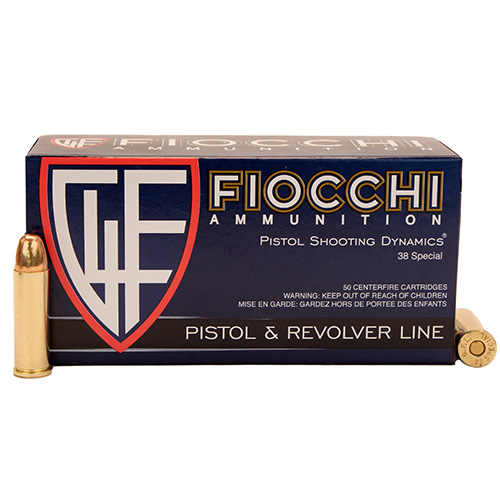 FIOCCHI
AMMUNITION
GFL
FIOCCHI
AMMUNITION
PISTOL SHOOTING DYNAMICS®
38 Special
50 CENTERFIRE CARTRIDGES
WARNING: KEEP OUT OF REACH OF CHILDREN
MISE EN GARDE: GARDEZ HORS DE PORTEE DES ENFANTS
PISTOL & REVOLVER LINE